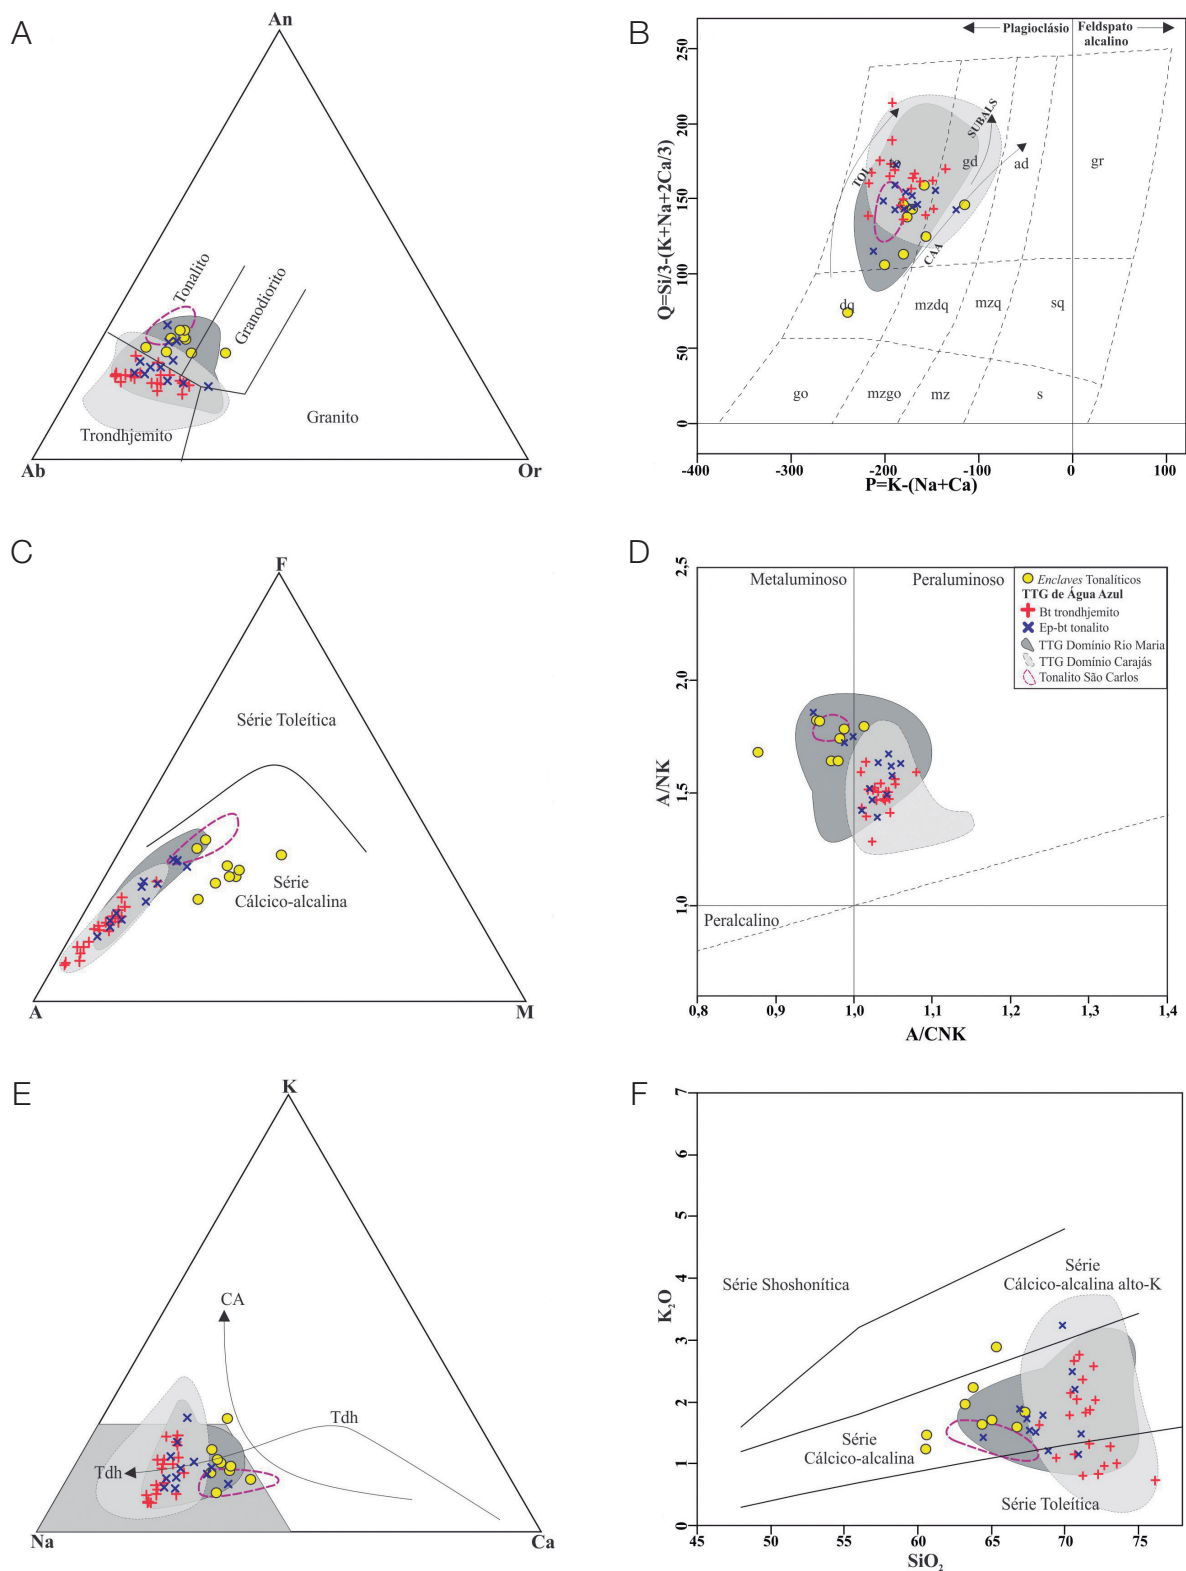 A
An
Tonalito
Granodiorito
Trondhjemito
Granito
Ab
Or
B
Plagioclásio
Feldspato
alcalino
Q=Si/3-(K+Na+2Ca/3)
250
200
150
100
50
0
TOL
SUBALS
CAA
gd
ad
gr
dq
mzdq
mzq
sq
go
mzgo
mz
s
-400
-300
-200
-100
0
100
P=K-(Na+Ca)
C
F
Série Toleítica
Série
Cálcico-alcalina
A
M
D
Metaluminoso
Peraluminoso
Enclaves Tonalíticos
TTG de Água Azul
Bt trondhjemito
Ep-bt tonalito
TTG Domínio Rio Maria
TTG Domínio Carajás
Tonalito São Carlos
A/NK
2,5
2,0
1,5
1,0
Peralcalino
0,8
0,9
1,0
1,1
1,2
1,3
1,4
A/CNK
E
K
CA
Tdh
Tdh
Na
Ca
F
K₂O
7
6
5
4
3
2
1
0
Série Shoshonítica
Série
Cálcico-alcalina alto-K
Série
Cálcico-alcalina
Série Toleítica
45
50
55
60
65
70
75
SiO₂